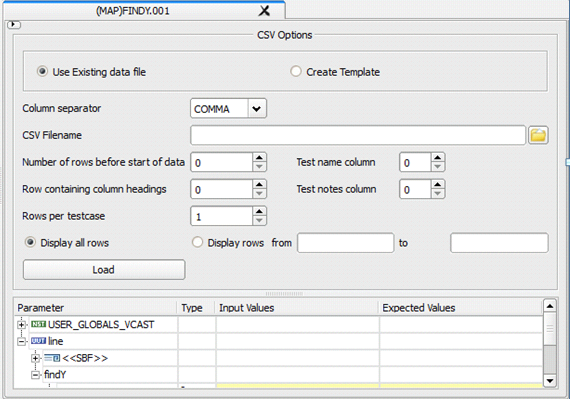 (MAP)FINDY.001
CSV Options
Use Existing data file
Create Template
Column separator COMMA
CSV Filename
Number of rows before start of data 0 Test name column 0
Row containing column headings 0 Test notes column 0
Rows per testcase 1
Display all rows Display rows from to
Load
Parameter Type Input Values Expected Values
NST USER_GLOBALS_VCAST
UUT line
<<SBF>>
findY